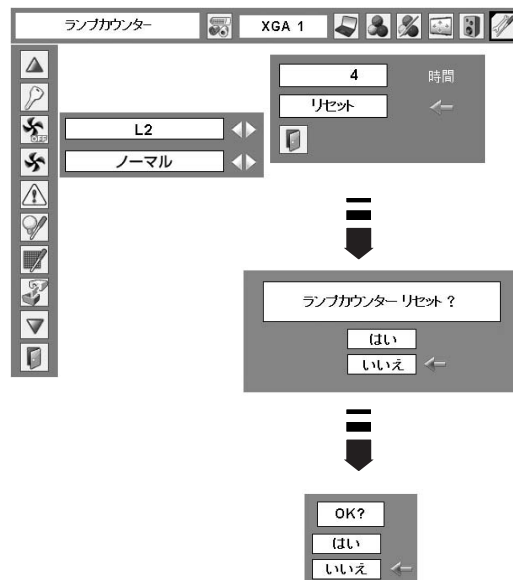 ランプカウンター
XGA 1
4 時間
リセット
L2
ノーマル
OFF
ランプカウンター リセット ?
はい
いいえ
OK?
はい
いいえ